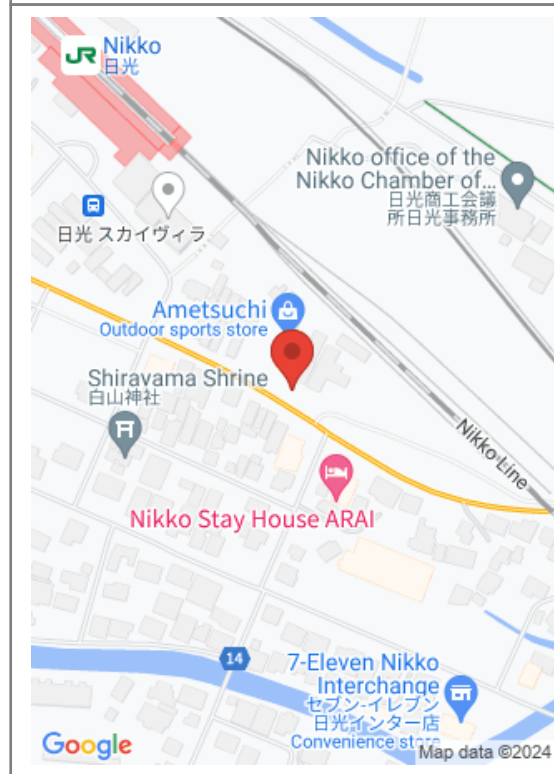 JR
Nikko
日光
Nikko office of the
Nikko Chamber of...
日光商工会議
所日光事務所
日光 スカイヴィラ
Ametsuchi
Outdoor sports store
Shirayama Shrine
白山神社
Nikko Line
Nikko Stay House ARAI
14
7-Eleven Nikko
Interchange
セブン-イレブン
日光インター店
Convenience store
Google
Map data ©2024